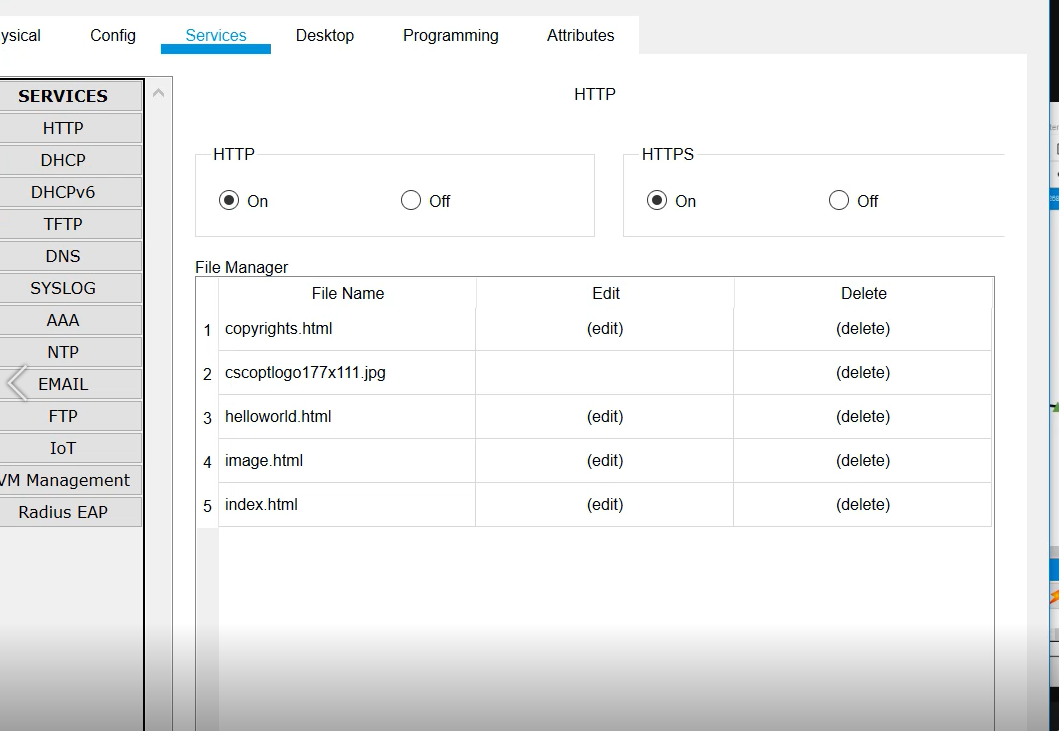 ysical Config Services Desktop Programming Attributes
SERVICES
HTTP
DHCP
DHCPv6
TFTP
DNS
SYSLOG
AAA
NTP
EMAIL
FTP
IoT
VM Management
Radius EAP
HTTP
HTTP
On Off
HTTPS
On Off
File Manager
File Name Edit Delete
1 copyrights.html (edit) (delete)
2 cscoptlogo177x111.jpg (delete)
3 helloworld.html (edit) (delete)
4 image.html (edit) (delete)
5 index.html (edit) (delete)